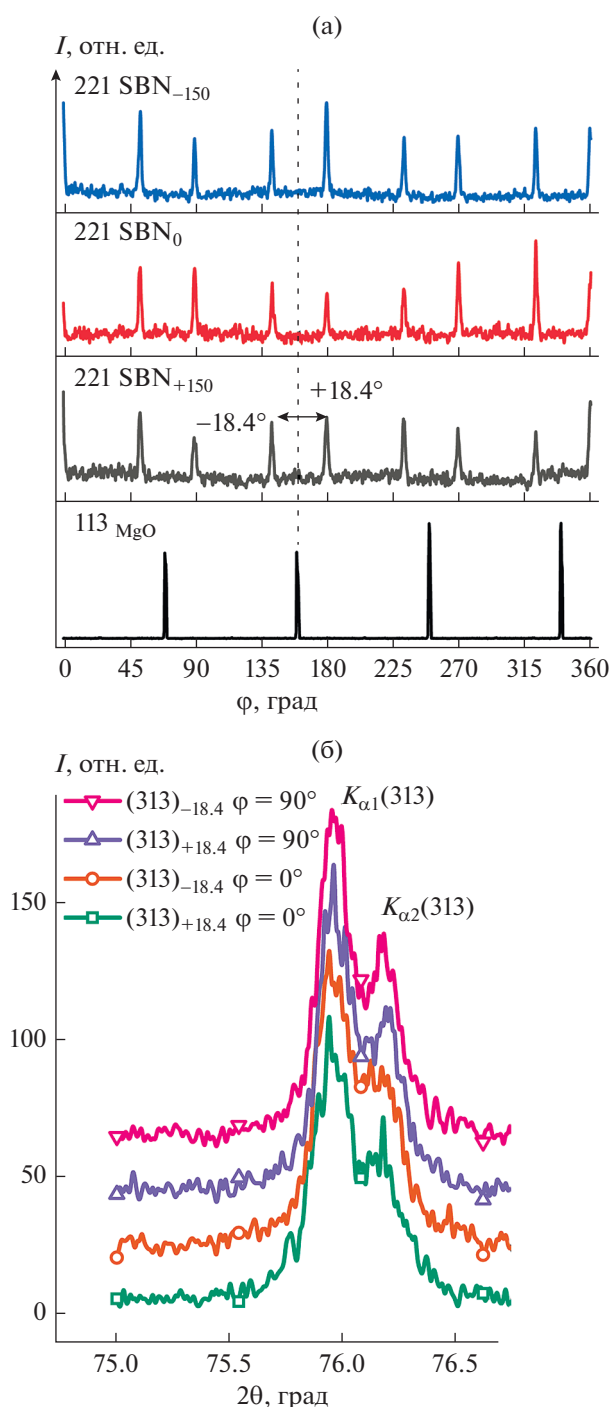 (а)
I, отн. ед.
221 SBN–150
221 SBN0
221 SBN+150
+18.4°
–18.4°
113 MgO
0 45 90 135 180 225 270 315 360
φ, град
(б)
I, отн. ед.
(313)–18.4 φ = 90°
Kα1(313)
(313)+18.4 φ = 90°
(313)–18.4 φ = 0°
Kα2(313)
(313)+18.4 φ = 0°
150
100
50
0
75.0 75.5 76.0 76.5
2θ, град